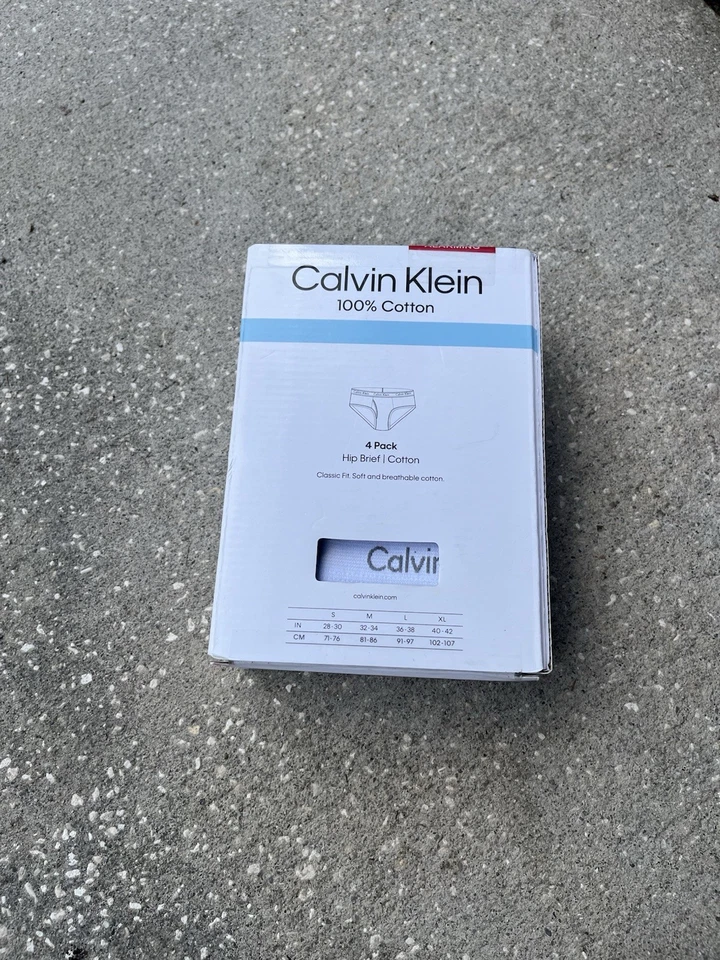 Calvin Klein
100% Cotton
4 Pack
Hip Brief | Cotton
Classic Fit. Soft and breathable cotton.
Calvin
calvinklein.com
S M L XL
IN 28-30 32-34 36-38 40-42
CM 71-76 81-86 91-97 102-107